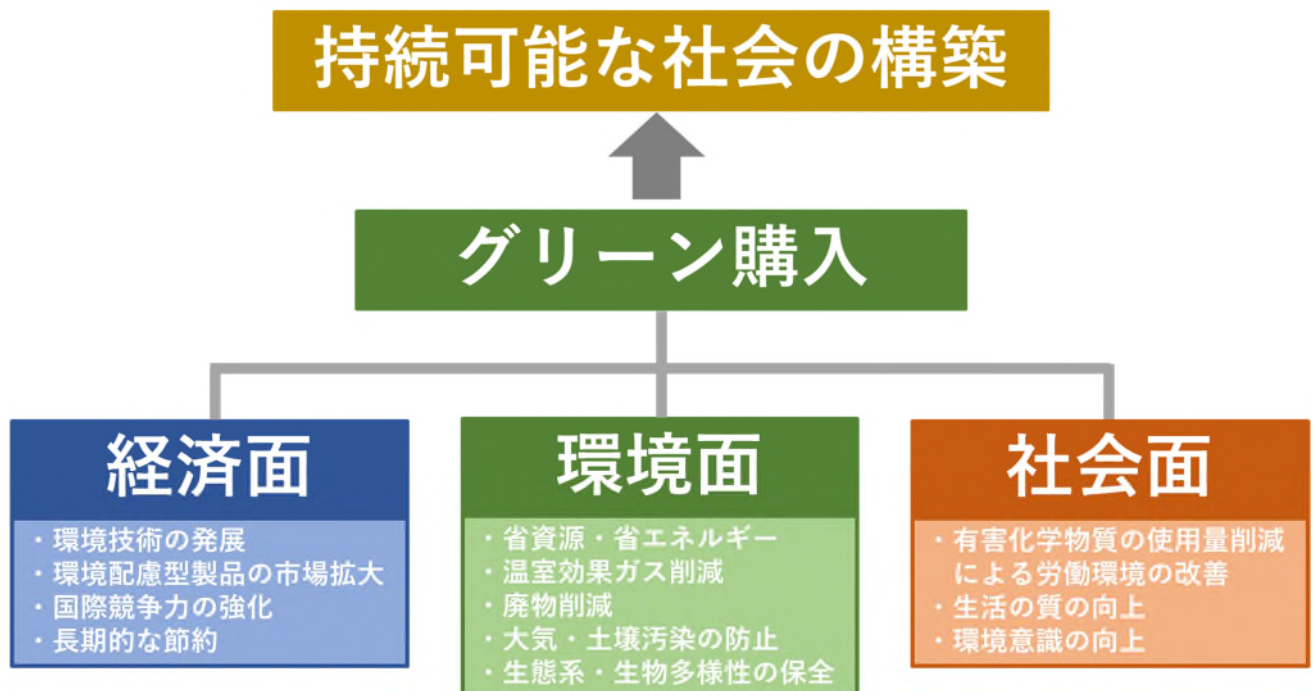 持続可能な社会の構築
グリーン購入
経済面
・環境技術の発展
・環境配慮型製品の市場拡大
・国際競争力の強化
・長期的な節約
環境面
・省資源・省エネルギー
・温室効果ガス削減
・廃物削減
・大気・土壌汚染の防止
・生態系・生物多様性の保全
社会面
・有害化学物質の使用量削減
による労働環境の改善
・生活の質の向上
・環境意識の向上